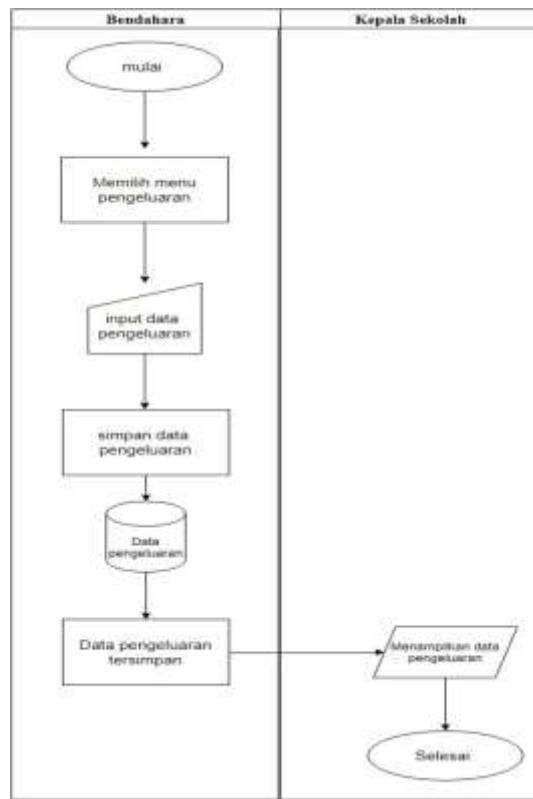 Bendahara
Kepala Sekolah
mulai
Memilih menu
pengeluaran
input data
pengeluaran
simpan data
pengeluaran
Data
pengeluaran
Data pengeluaran
tersimpan
Menampilkan data
pengeluaran
Selesai